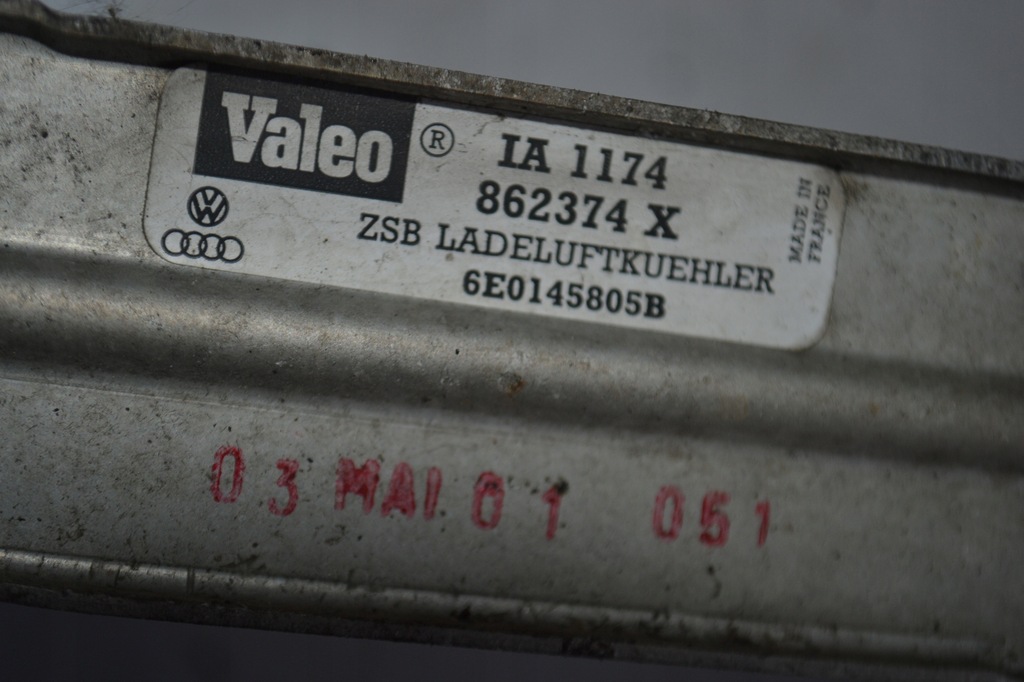 Valeo ®
IA 1174
862374 X
ZSB LADELUFTKUEHLER
6E0145805B
MADE IN
FRANCE
03 MAI 01 051